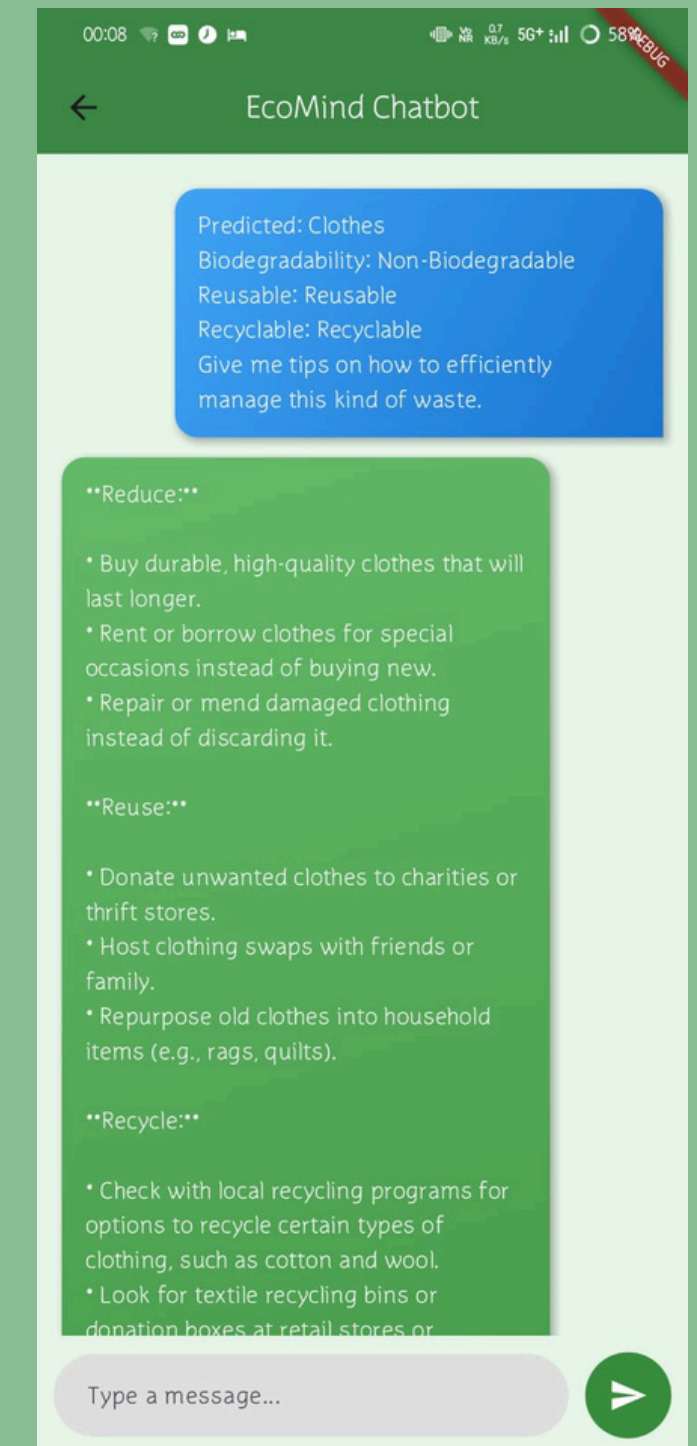 00:08
VoNR 0.7 KB/s 5G+ 58%
DEBUG
EcoMind Chatbot
Predicted: Clothes
Biodegradability: Non-Biodegradable
Reusable: Reusable
Recyclable: Recyclable
Give me tips on how to efficiently
manage this kind of waste.
**Reduce:**
* Buy durable, high-quality clothes that will
last longer.
* Rent or borrow clothes for special
occasions instead of buying new.
* Repair or mend damaged clothing
instead of discarding it.
**Reuse:**
* Donate unwanted clothes to charities or
thrift stores.
* Host clothing swaps with friends or
family.
* Repurpose old clothes into household
items (e.g., rags, quilts).
**Recycle:**
* Check with local recycling programs for
options to recycle certain types of
clothing, such as cotton and wool.
* Look for textile recycling bins or
donation boxes at retail stores or
Type a message...